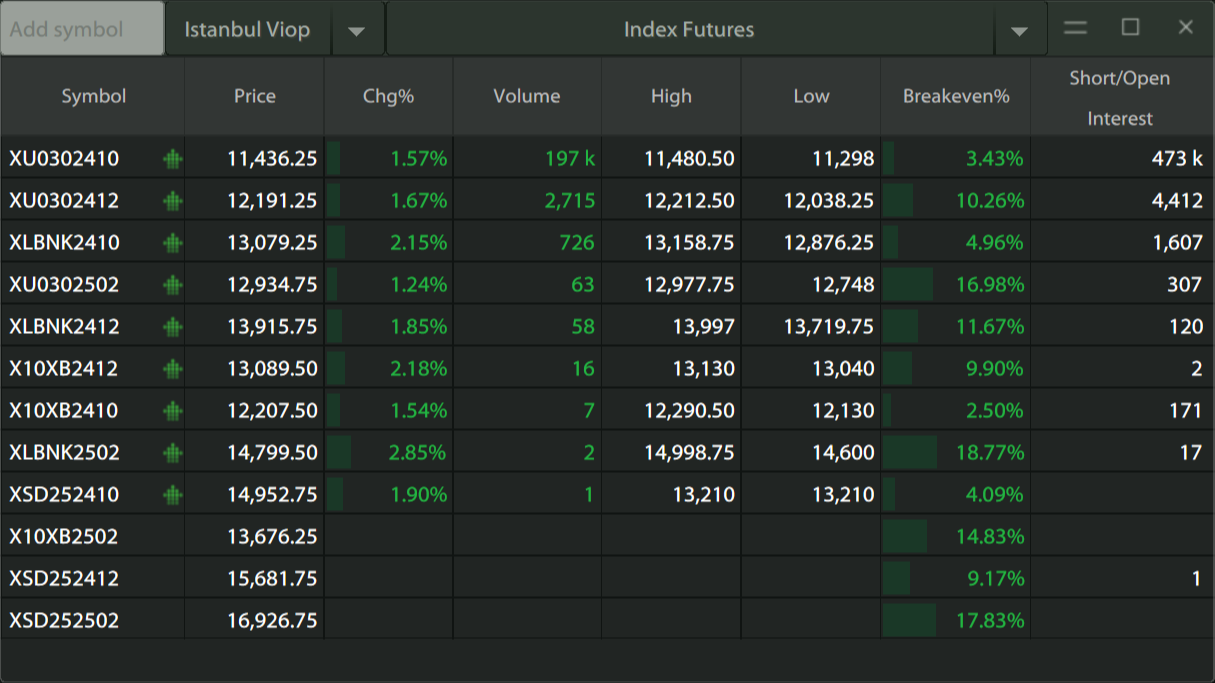 Add symbol Istanbul Viop Index Futures
Symbol Price Chg% Volume High Low Breakeven% Short/Open Interest
XU0302410 11,436.25 1.57% 197 k 11,480.50 11,298 3.43% 473 k
XU0302412 12,191.25 1.67% 2,715 12,212.50 12,038.25 10.26% 4,412
XLBNK2410 13,079.25 2.15% 726 13,158.75 12,876.25 4.96% 1,607
XU0302502 12,934.75 1.24% 63 12,977.75 12,748 16.98% 307
XLBNK2412 13,915.75 1.85% 58 13,997 13,719.75 11.67% 120
X10XB2412 13,089.50 2.18% 16 13,130 13,040 9.90% 2
X10XB2410 12,207.50 1.54% 7 12,290.50 12,130 2.50% 171
XLBNK2502 14,799.50 2.85% 2 14,998.75 14,600 18.77% 17
XSD252410 14,952.75 1.90% 1 13,210 13,210 4.09%
X10XB2502 13,676.25 14.83%
XSD252412 15,681.75 9.17% 1
XSD252502 16,926.75 17.83%